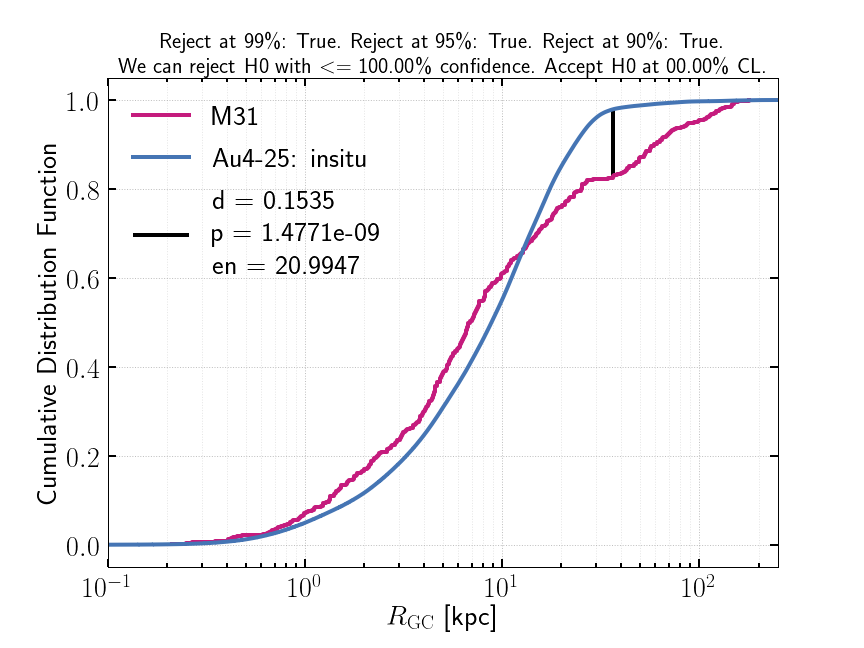 Reject at 99%: True. Reject at 95%: True. Reject at 90%: True.
We can reject H0 with <= 100.00% confidence. Accept H0 at 00.00% CL.
M31
Au4-25: insitu
d = 0.1535
p = 1.4771e-09
en = 20.9947
Cumulative Distribution Function
1.0
0.8
0.6
0.4
0.2
0.0
10⁻¹ 10⁰ 10¹ 10²
R_GC [kpc]